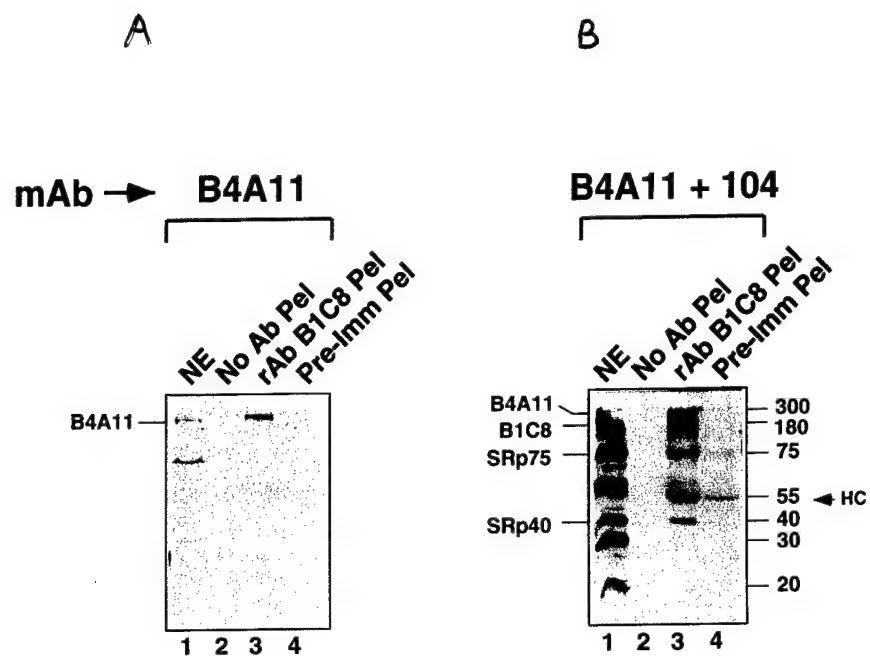 A
B
mAb → B4A11
B4A11 + 104
NE
No Ab Pel
rAb B1C8 Pel
Pre-Imm Pel
NE
No Ab Pel
rAb B1C8 Pel
Pre-Imm Pel
B4A11
B4A11
B1C8
SRp75
SRp40
300
180
75
55
HC
40
30
20
1 2 3 4
1 2 3 4